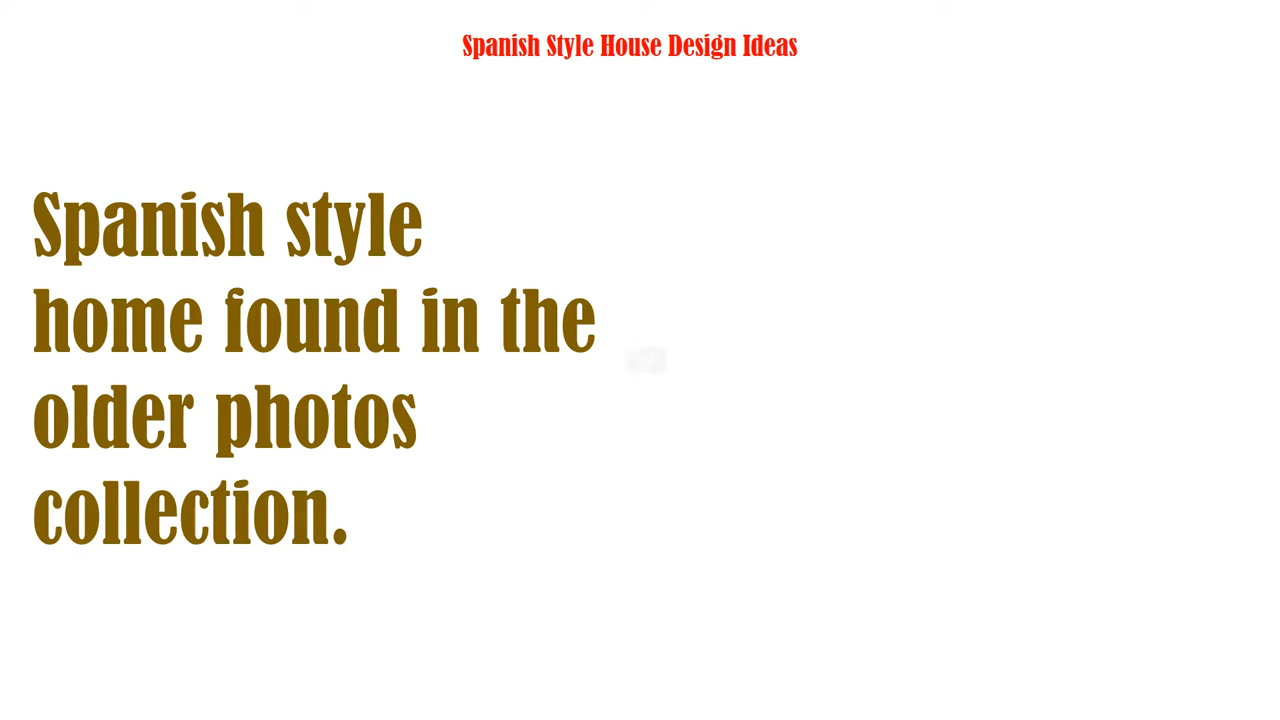 Spanish Style House Design Ideas
Spanish style
home found in the
older photos
collection.